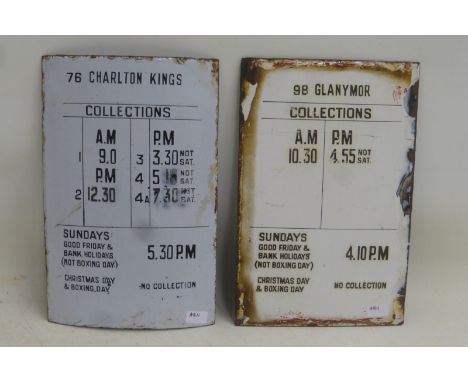 76 CHARLTON KINGS
COLLECTIONS
A.M P.M
1 9.0 3 3.30 NOT SAT.
P.M 4 NOT SAT.
2 12.30 4A 7.30 NOT SAT.
SUNDAYS
GOOD FRIDAY &
BANK HOLIDAYS 5.30 P.M
(NOT BOXING DAY)
CHRISTMAS DAY
& BOXING DAY NO COLLECTION
98 GLANYMOR
COLLECTIONS
A.M P.M
10.30 4.55 NOT SAT.
SUNDAYS
GOOD FRIDAY &
BANK HOLIDAYS 4.10 P.M
(NOT BOXING DAY)
CHRISTMAS DAY
& BOXING DAY NO COLLECTION